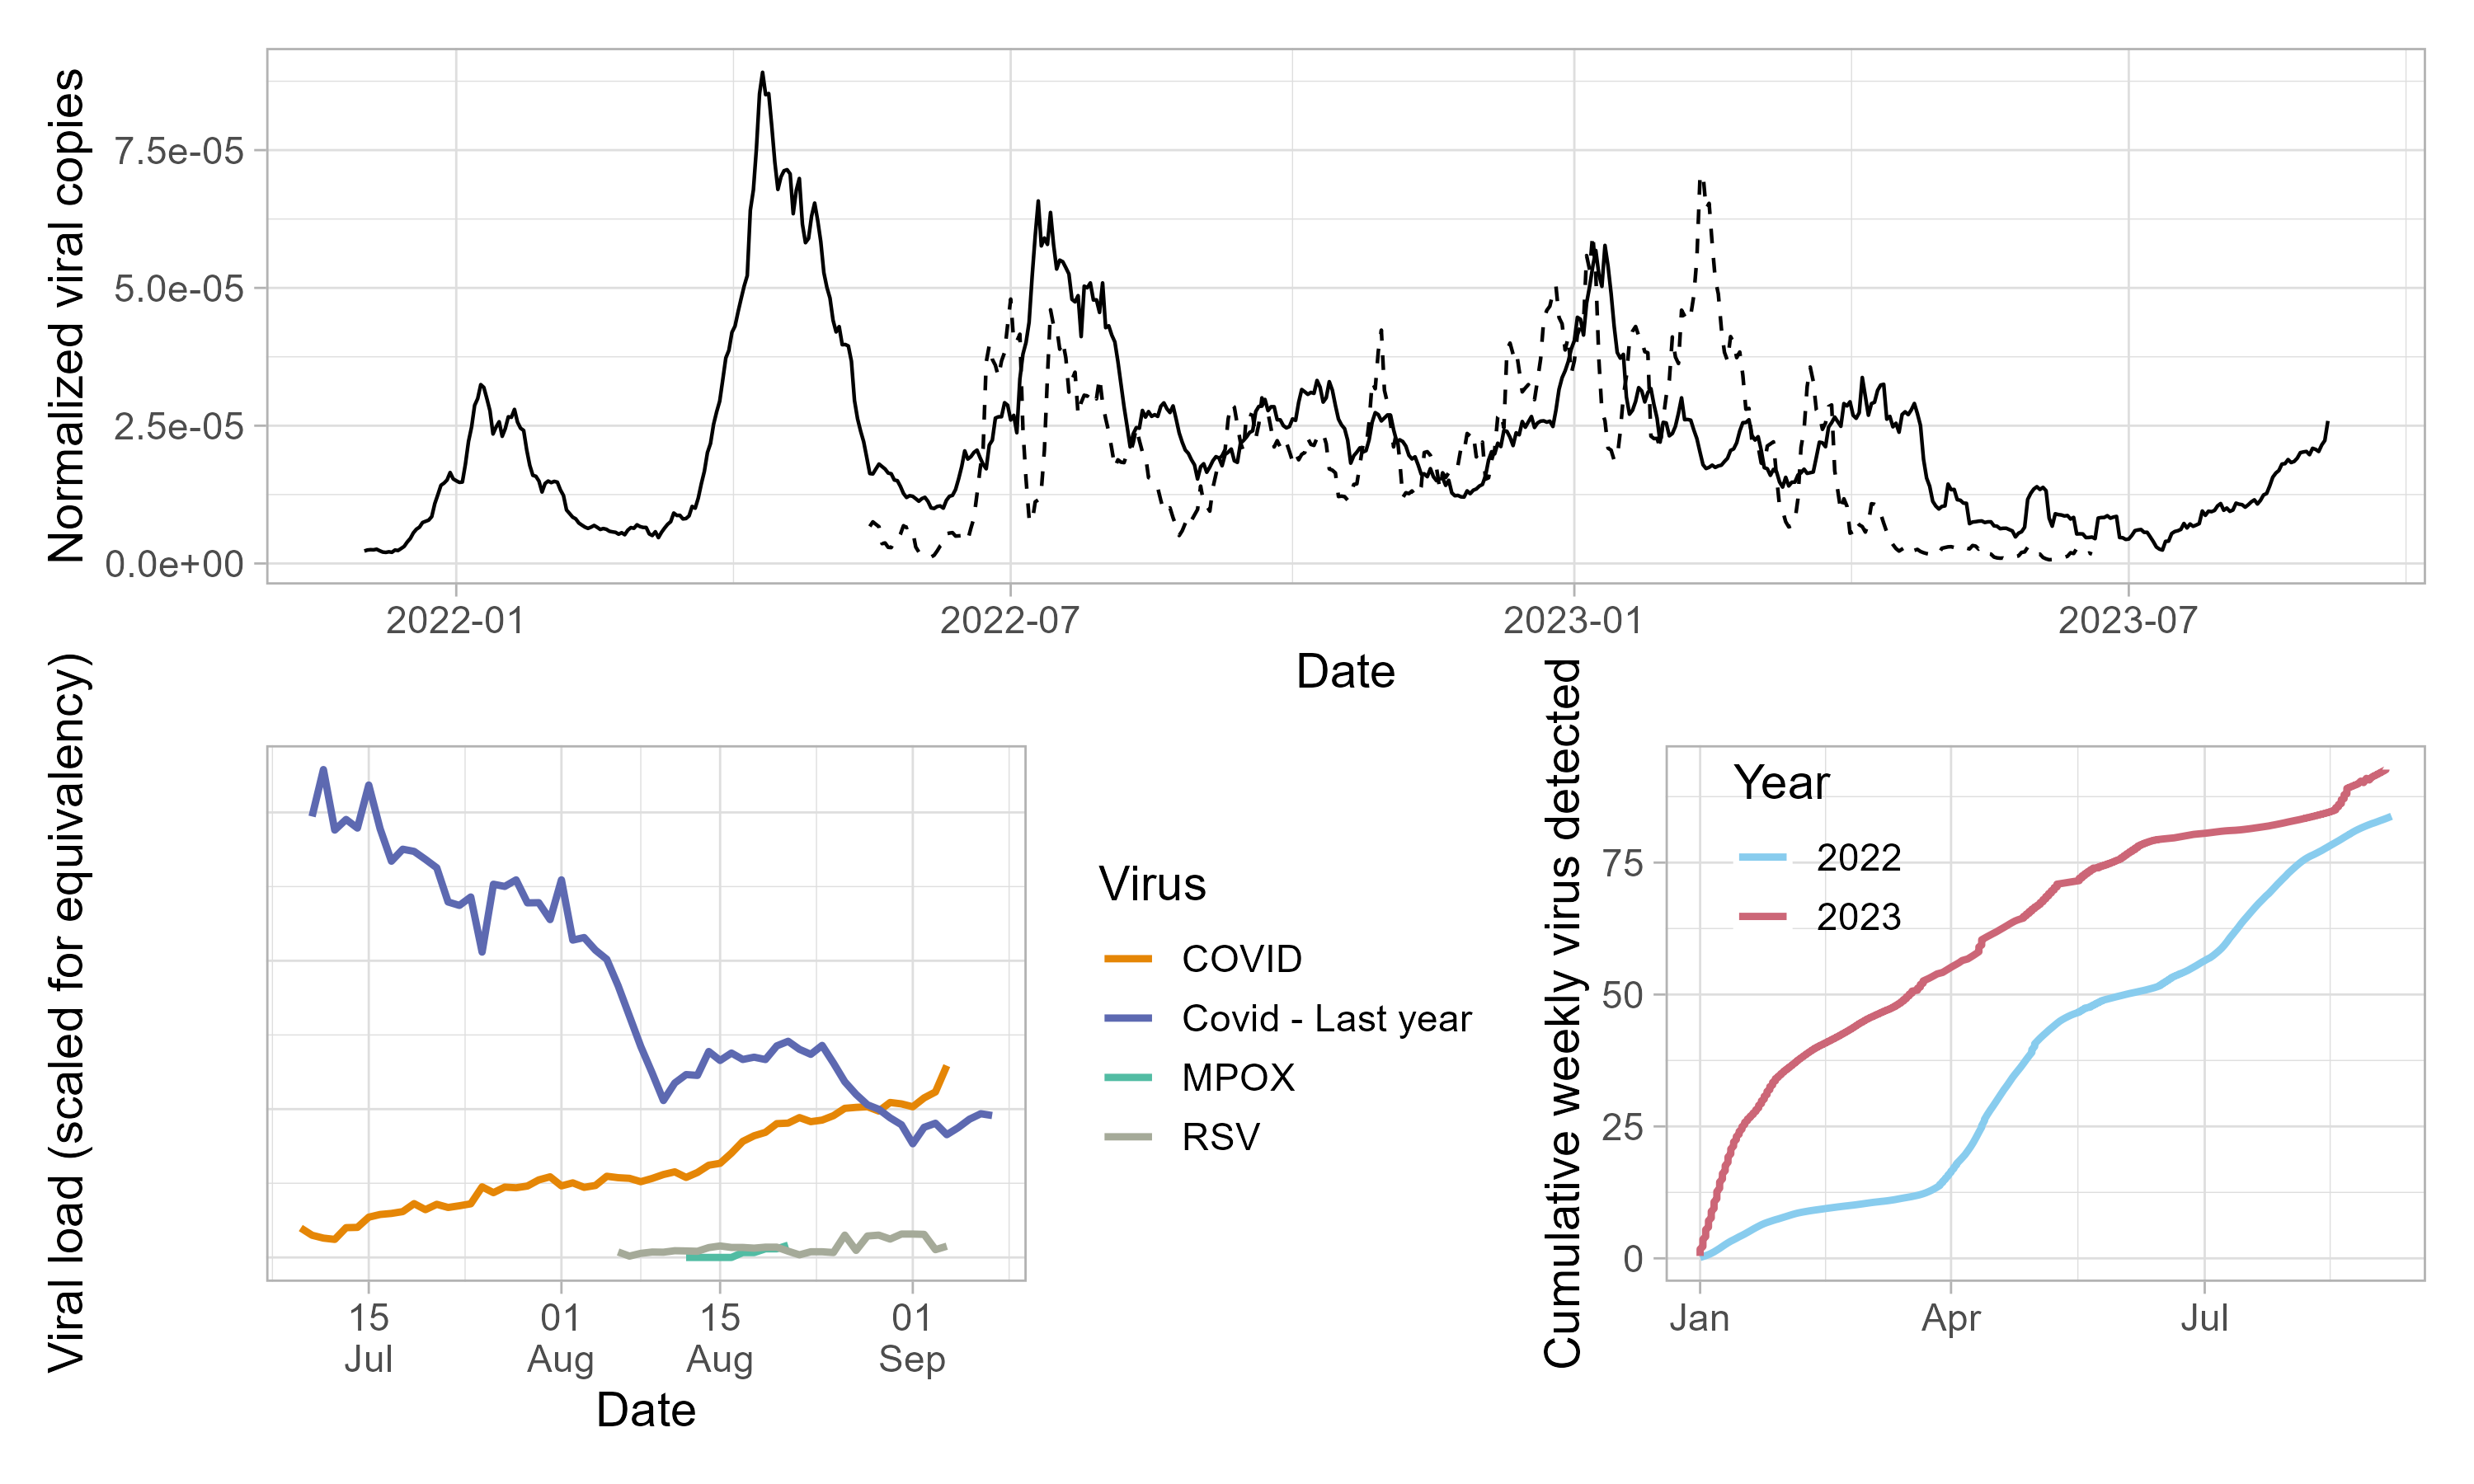 Normalized viral copies
7.5e-05
5.0e-05
2.5e-05
0.0e+00
2022-01
2022-07
2023-01
2023-07
Date
Viral load (scaled for equivalency)
15
Jul
01
Aug
15
Aug
01
Sep
Date
Virus
COVID
Covid - Last year
MPOX
RSV
Cumulative weekly virus detected
75
50
25
0
Year
2022
2023
Jan
Apr
Jul